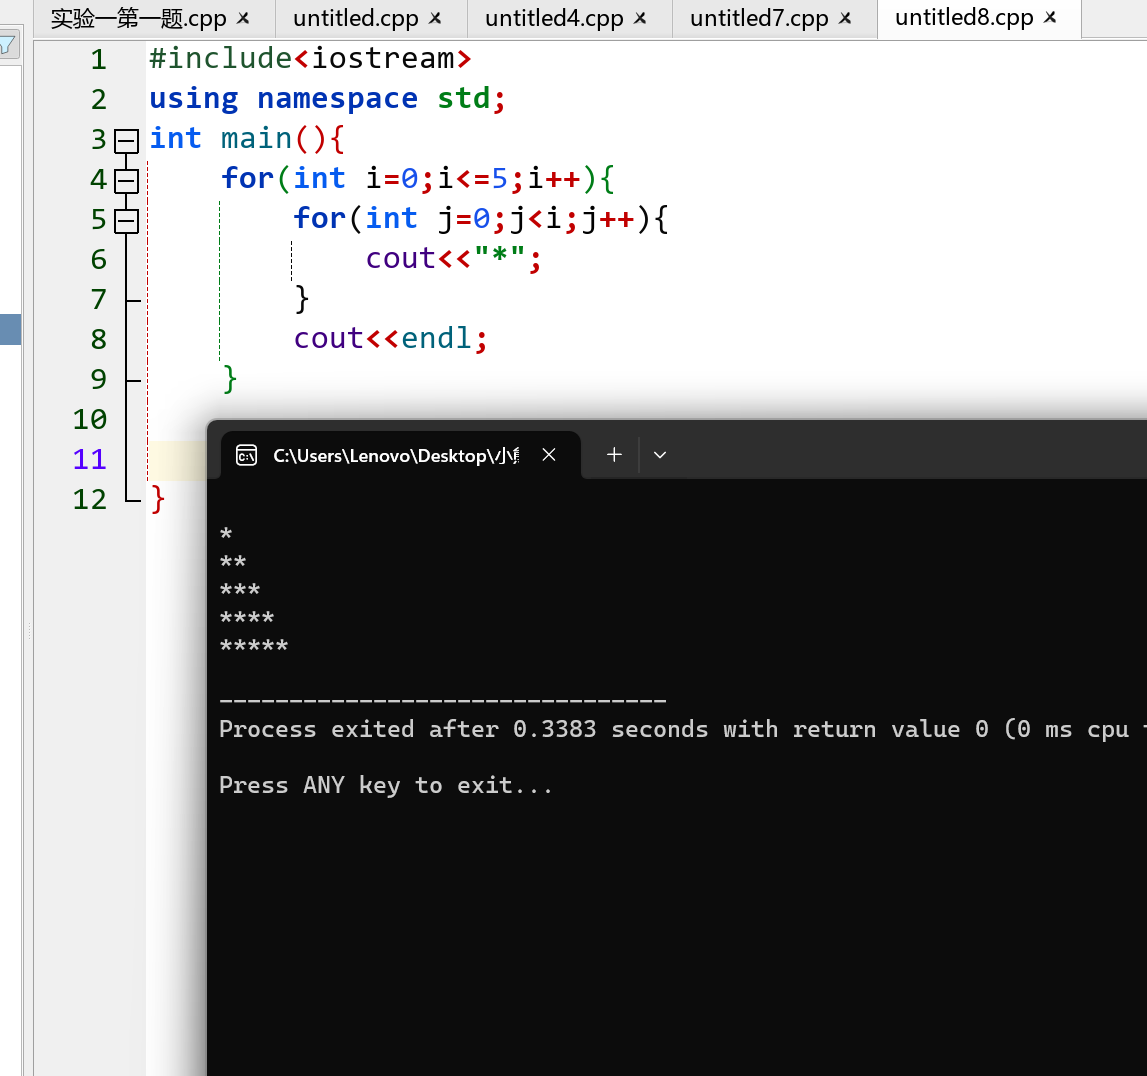 实验一第一题.cpp untitled.cpp untitled4.cpp untitled7.cpp untitled8.cpp
1 #include<iostream>
2 using namespace std;
3 int main(){
4 for(int i=0;i<=5;i++){
5 for(int j=0;j<i;j++){
6 cout<<"*";
7 }
8 cout<<endl;
9 }
10
11
12 }
C:\Users\Lenovo\Desktop\小
*
**
***
****
*****
--------------------------------
Process exited after 0.3383 seconds with return value 0 (0 ms cpu
Press ANY key to exit...